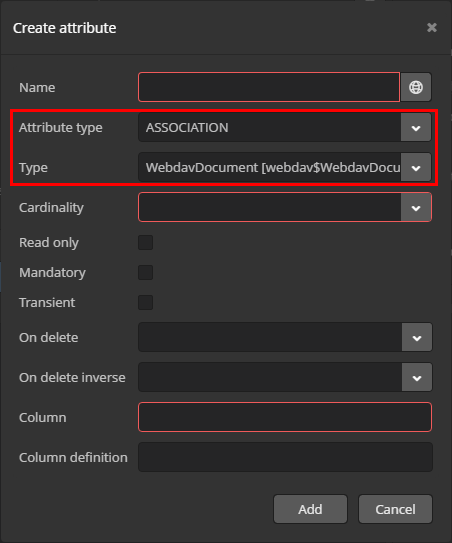 Create attribute
Name
Attribute type ASSOCIATION
Type WebdavDocument [webdav$WebdavDocu
Cardinality
Read only
Mandatory
Transient
On delete
On delete inverse
Column
Column definition
Add Cancel